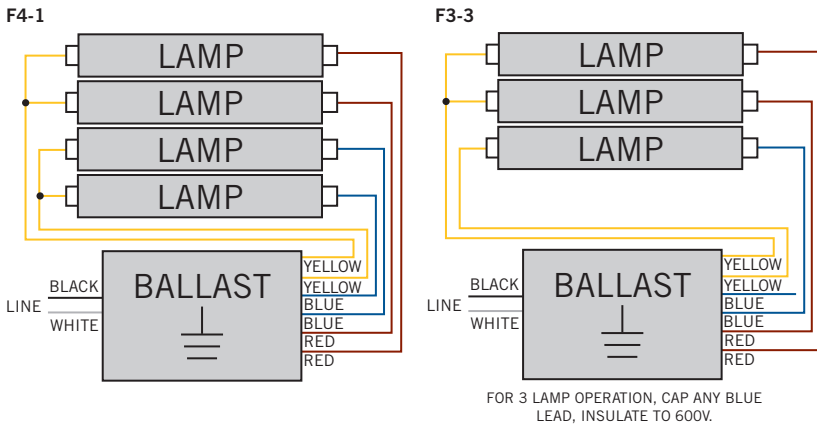 F4-1
LAMP
LAMP
LAMP
LAMP
BALLAST
LINE
BLACK
WHITE
YELLOW
YELLOW
BLUE
BLUE
RED
RED
F3-3
LAMP
LAMP
LAMP
BALLAST
LINE
BLACK
WHITE
YELLOW
YELLOW
BLUE
BLUE
RED
RED
FOR 3 LAMP OPERATION, CAP ANY BLUE
LEAD, INSULATE TO 600V.